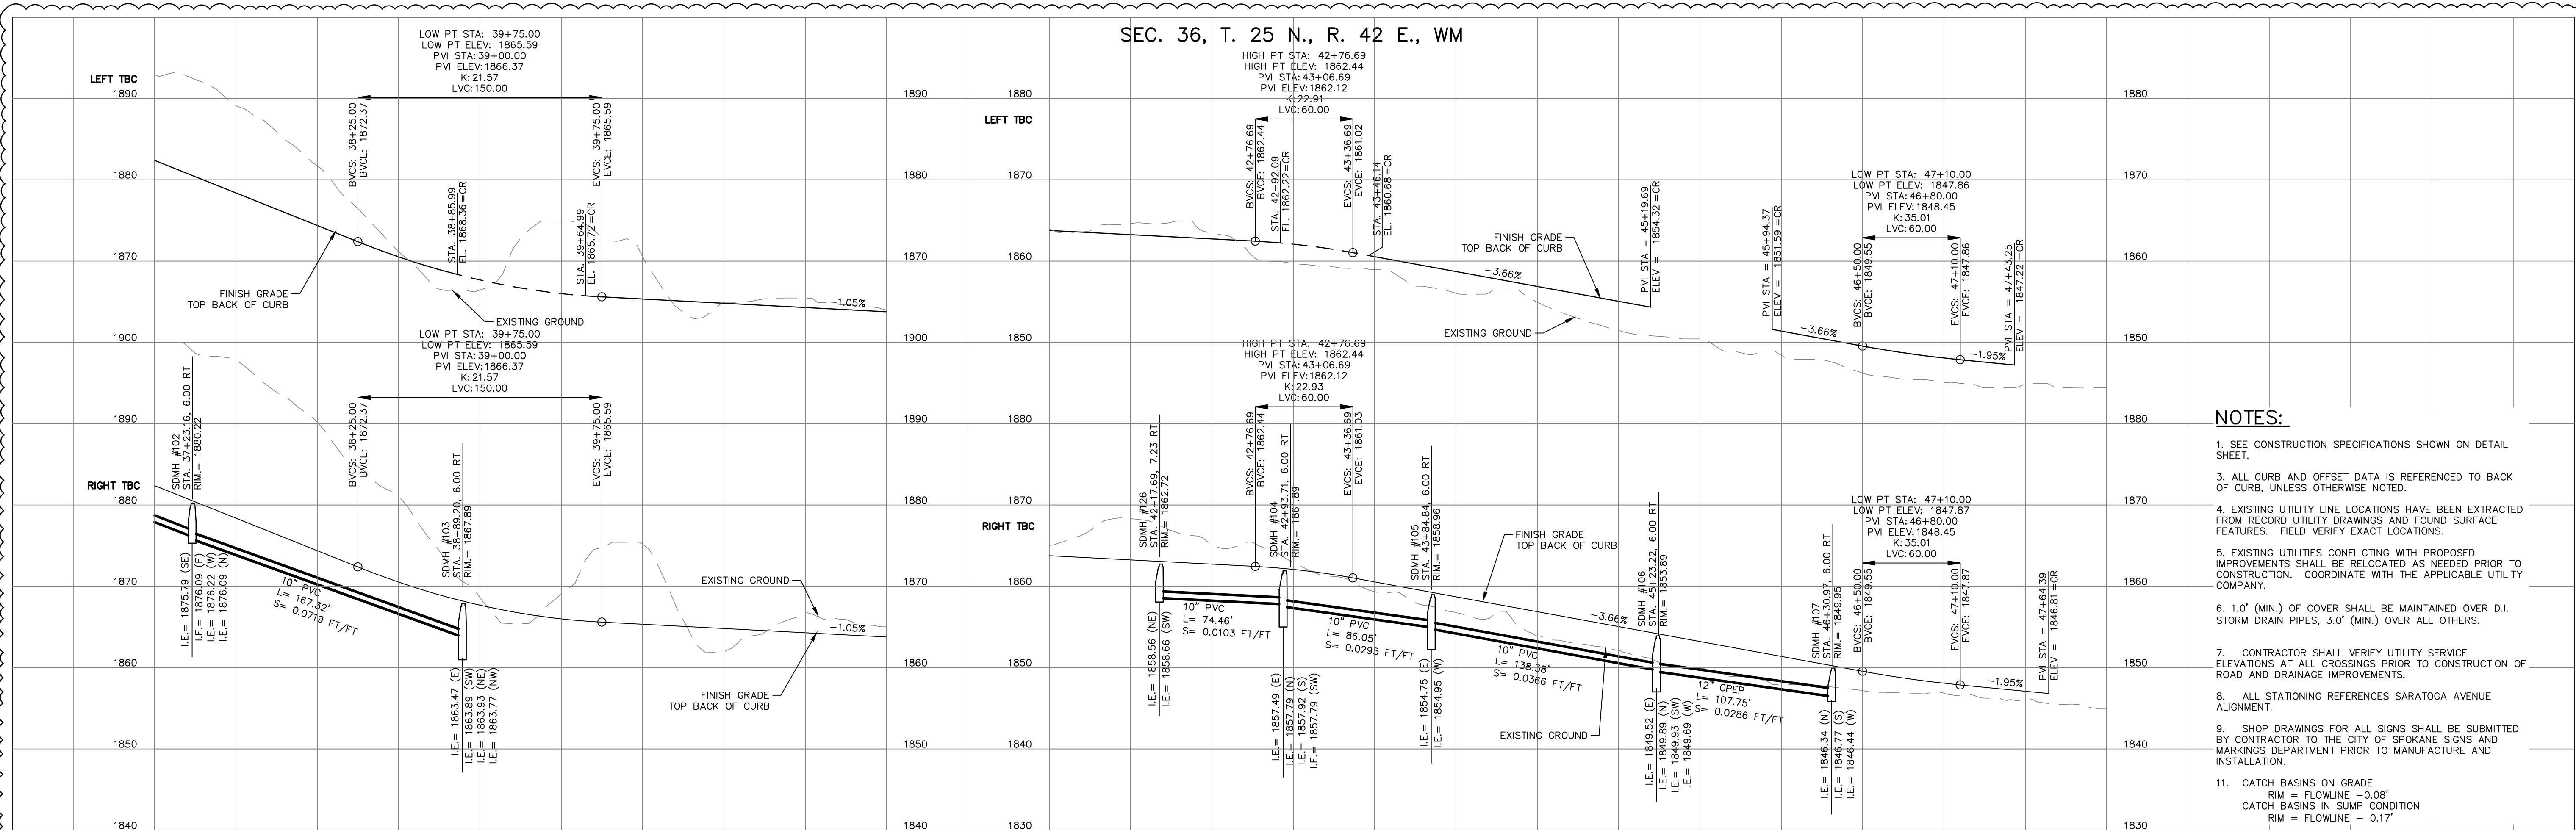 SEC. 36, T. 25 N., R. 42 E., WM
LEFT TBC
LOW PT STA: 39+75.00
LOW PT ELEV: 1865.59
PVI STA:39+00.00
PVI ELEV:1866.37
K:21.57
LVC:150.00
BVCS: 38+25.00
BVCE: 1872.37
EVCS: 39+75.00
EVCE: 1865.59
STA. 38+85.99
EL. 1868.36=CR
STA. 39+64.99
EL. 1865.72=CR
FINISH GRADE
TOP BACK OF CURB
EXISTING GROUND
-1.05%
1890
1880
1870
1890
1880
1870
1900
1890
1880
1870
1860
1850
1840
1900
1890
1880
1870
1860
1850
1840
RIGHT TBC
LOW PT STA: 39+75.00
LOW PT ELEV: 1865.59
PVI STA:39+00.00
PVI ELEV:1866.37
K:21.57
LVC:150.00
BVCS: 38+25.00
BVCE: 1872.37
EVCS: 39+75.00
EVCE: 1865.59
SDMH #102
STA. 37+23.16, 6.00 RT
RIM.= 1880.22
I.E.= 1875.79 (SE)
I.E.= 1876.09 (E)
I.E.= 1876.22 (W)
I.E.= 1876.09 (N)
10" PVC
L= 167.32'
S= 0.0719 FT/FT
SDMH #103
STA. 38+89.20, 6.00 RT
RIM.= 1867.89
I.E.= 1863.47 (E)
I.E.= 1863.89 (SW)
I.E.= 1863.93 (NE)
I.E.= 1863.77 (NW)
EXISTING GROUND
-1.05%
FINISH GRADE
TOP BACK OF CURB
1880
1870
1860
1850
1880
1870
1860
1850
1840
1830
LEFT TBC
HIGH PT STA: 42+76.69
HIGH PT ELEV: 1862.44
PVI STA:43+06.69
PVI ELEV:1862.12
K:22.91
LVC:60.00
BVCS: 42+76.69
BVCE: 1862.44
STA. 42+92.09
EL. 1862.22=CR
EVCS: 43+36.69
EVCE: 1861.02
STA. 43+46.14
EL. 1860.68=CR
-3.66%
FINISH GRADE
TOP BACK OF CURB
EXISTING GROUND
PVI STA = 45+19.69
ELEV = 1854.32=CR
PVI STA = 45+94.37
ELEV = 1851.59=CR
-3.66%
LOW PT STA: 47+10.00
LOW PT ELEV: 1847.86
PVI STA:46+80.00
PVI ELEV:1848.45
K:35.01
LVC:60.00
BVCS: 46+50.00
BVCE: 1849.55
EVCS: 47+10.00
EVCE: 1847.86
-1.95%
PVI STA = 47+43.25
ELEV = 1847.22=CR
1880
1870
1860
1850
1880
1870
1860
1850
1840
1830
RIGHT TBC
HIGH PT STA: 42+76.69
HIGH PT ELEV: 1862.44
PVI STA:43+06.69
PVI ELEV:1862.12
K:22.93
LVC:60.00
SDMH #126
STA. 42+17.69, 7.23 RT
RIM.= 1862.72
I.E.= 1858.56 (NE)
I.E.= 1858.66 (SW)
10" PVC
L= 74.46'
S= 0.0103 FT/FT
BVCS: 42+76.69
BVCE: 1862.44
SDMH #104
STA. 42+93.71, 6.00 RT
RIM.= 1861.89
I.E.= 1857.49 (E)
I.E.= 1857.79 (N)
I.E.= 1857.92 (S)
I.E.= 1857.79 (SW)
EVCS: 43+36.69
EVCE: 1861.03
10" PVC
L= 86.05'
S= 0.0295 FT/FT
SDMH #105
STA. 43+84.84, 6.00 RT
RIM.= 1858.96
I.E.= 1854.75 (E)
I.E.= 1854.95 (W)
FINISH GRADE
TOP BACK OF CURB
-3.66%
10" PVC
L= 138.38'
S= 0.0366 FT/FT
EXISTING GROUND
SDMH #106
STA. 45+23.22, 6.00 RT
RIM.= 1853.89
I.E.= 1849.52 (E)
I.E.= 1849.89 (N)
I.E.= 1849.93 (SW)
I.E.= 1849.69 (W)
12" CPEP
L= 107.75'
S= 0.0286 FT/FT
SDMH #107
STA. 46+30.97, 6.00 RT
RIM.= 1849.95
I.E.= 1846.34 (N)
I.E.= 1846.77 (S)
I.E.= 1846.44 (W)
LOW PT STA: 47+10.00
LOW PT ELEV: 1847.87
PVI STA:46+80.00
PVI ELEV:1848.45
K:35.01
LVC:60.00
BVCS: 46+50.00
BVCE: 1849.55
EVCS: 47+10.00
EVCE: 1847.87
-1.95%
PVI STA = 47+64.39
ELEV = 1846.81=CR
NOTES:
1. SEE CONSTRUCTION SPECIFICATIONS SHOWN ON DETAIL
SHEET.
3. ALL CURB AND OFFSET DATA IS REFERENCED TO BACK
OF CURB, UNLESS OTHERWISE NOTED.
4. EXISTING UTILITY LINE LOCATIONS HAVE BEEN EXTRACTED
FROM RECORD UTILITY DRAWINGS AND FOUND SURFACE
FEATURES. FIELD VERIFY EXACT LOCATIONS.
5. EXISTING UTILITIES CONFLICTING WITH PROPOSED
IMPROVEMENTS SHALL BE RELOCATED AS NEEDED PRIOR TO
CONSTRUCTION. COORDINATE WITH THE APPLICABLE UTILITY
COMPANY.
6. 1.0' (MIN.) OF COVER SHALL BE MAINTAINED OVER D.I.
STORM DRAIN PIPES, 3.0' (MIN.) OVER ALL OTHERS.
7. CONTRACTOR SHALL VERIFY UTILITY SERVICE
ELEVATIONS AT ALL CROSSINGS PRIOR TO CONSTRUCTION OF
ROAD AND DRAINAGE IMPROVEMENTS.
8. ALL STATIONING REFERENCES SARATOGA AVENUE
ALIGNMENT.
9. SHOP DRAWINGS FOR ALL SIGNS SHALL BE SUBMITTED
BY CONTRACTOR TO THE CITY OF SPOKANE SIGNS AND
MARKINGS DEPARTMENT PRIOR TO MANUFACTURE AND
INSTALLATION.
11. CATCH BASINS ON GRADE
RIM = FLOWLINE -0.08'
CATCH BASINS IN SUMP CONDITION
RIM = FLOWLINE - 0.17'